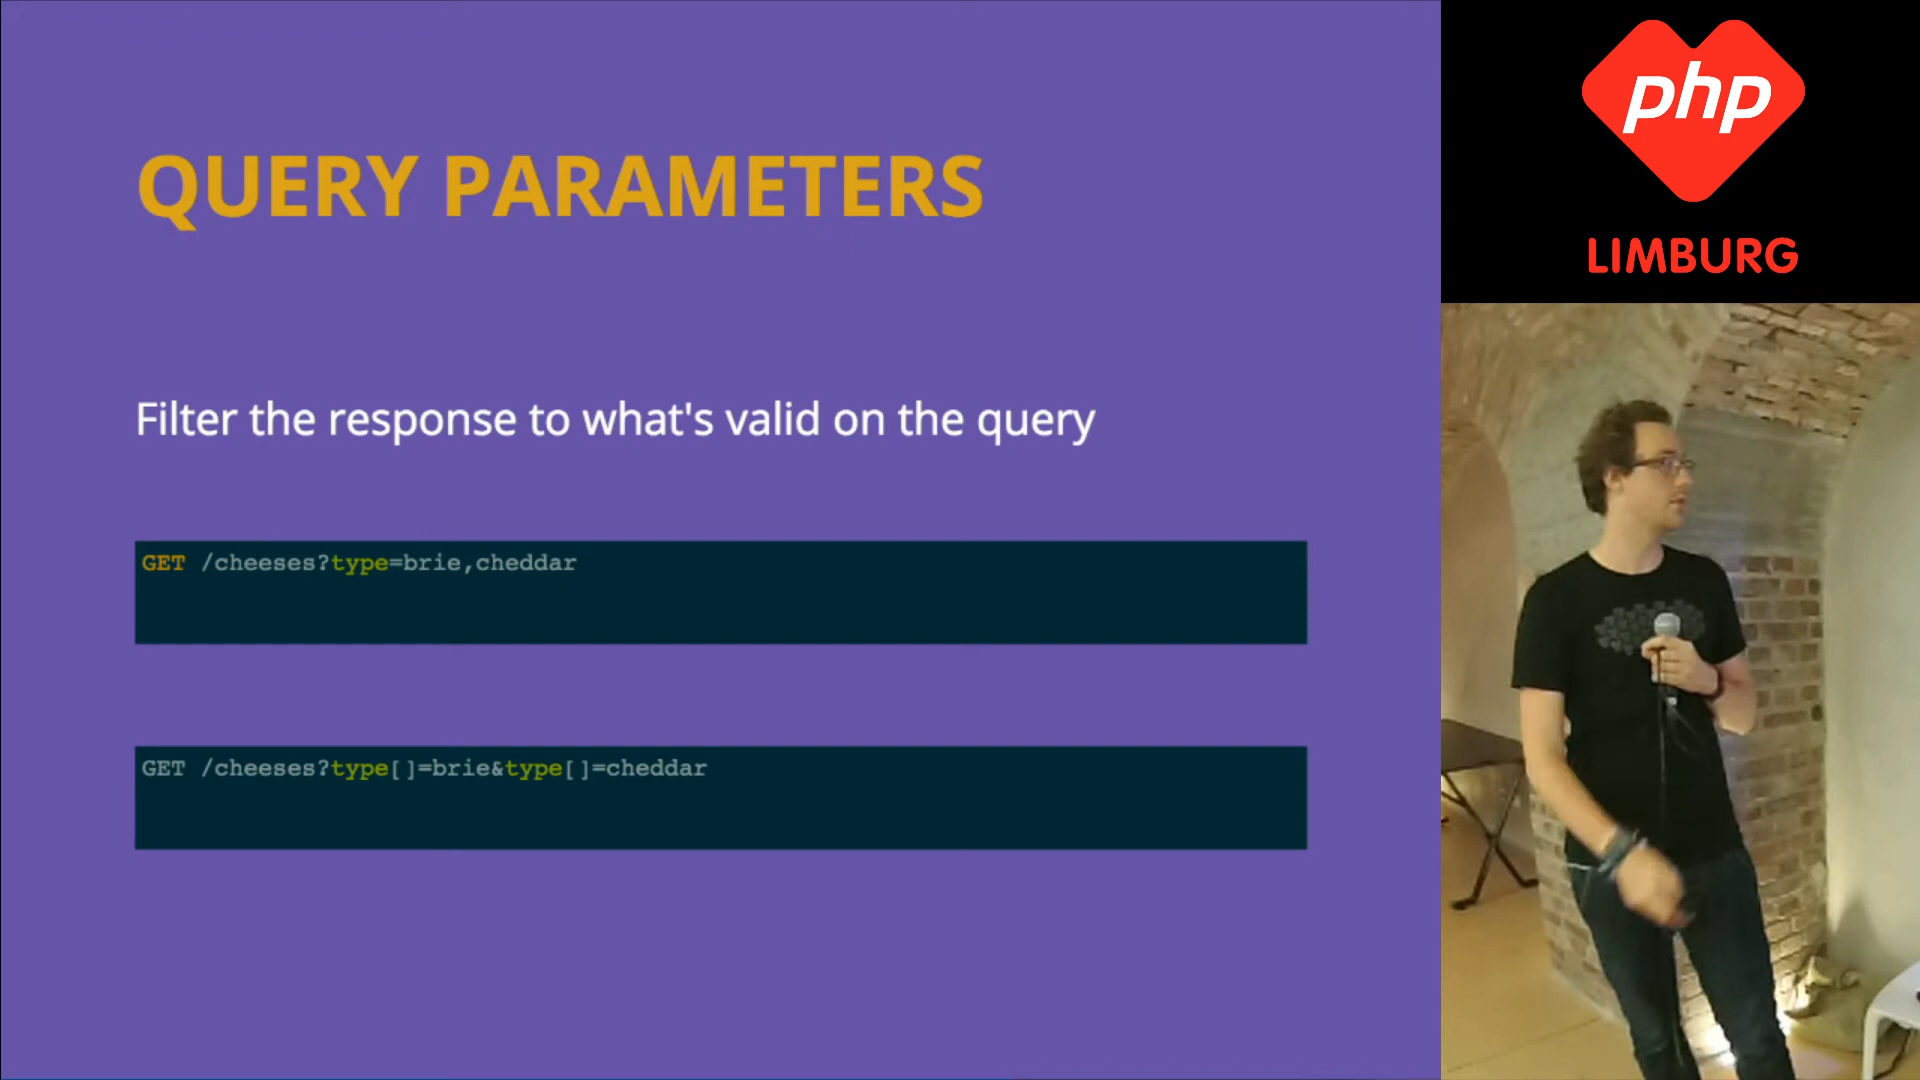 QUERY PARAMETERS
Filter the response to what's valid on the query
GET /cheeses?type=brie,cheddar
GET /cheeses?type[]=brie&type[]=cheddar
php
LIMBURG